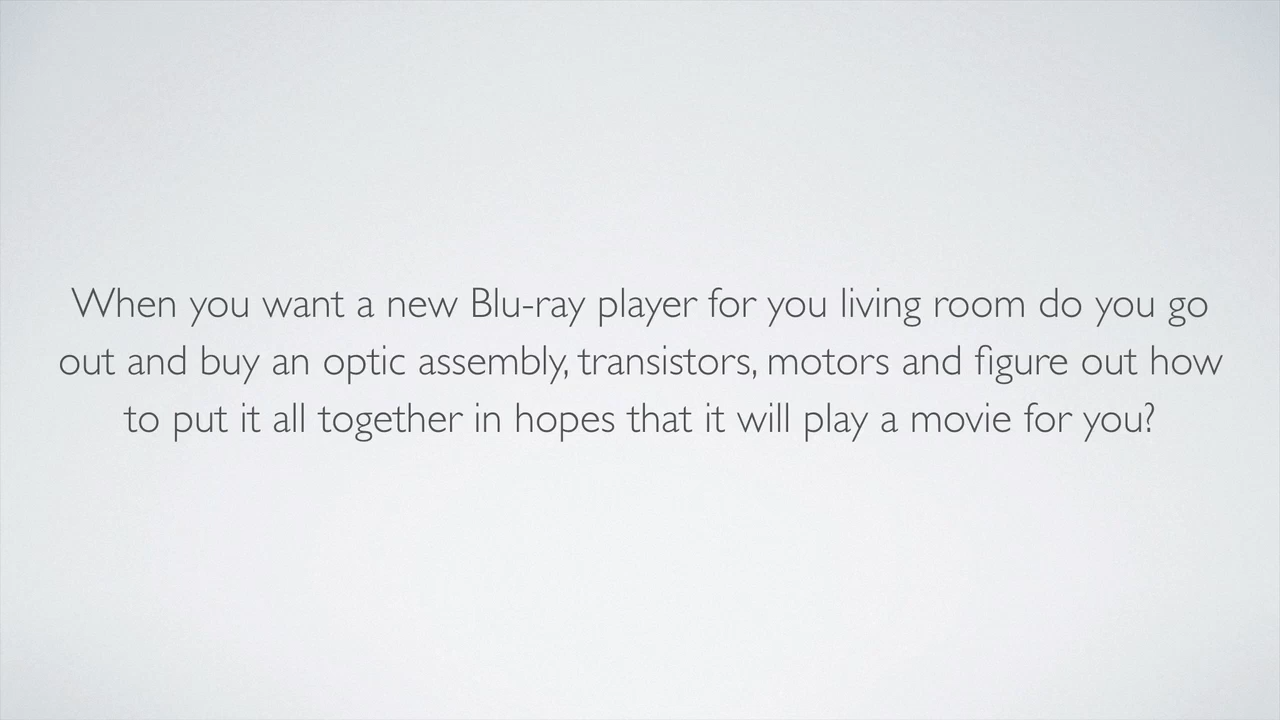 When you want a new Blu-ray player for you living room do you go
out and buy an optic assembly, transistors, motors and figure out how
to put it all together in hopes that it will play a movie for you?